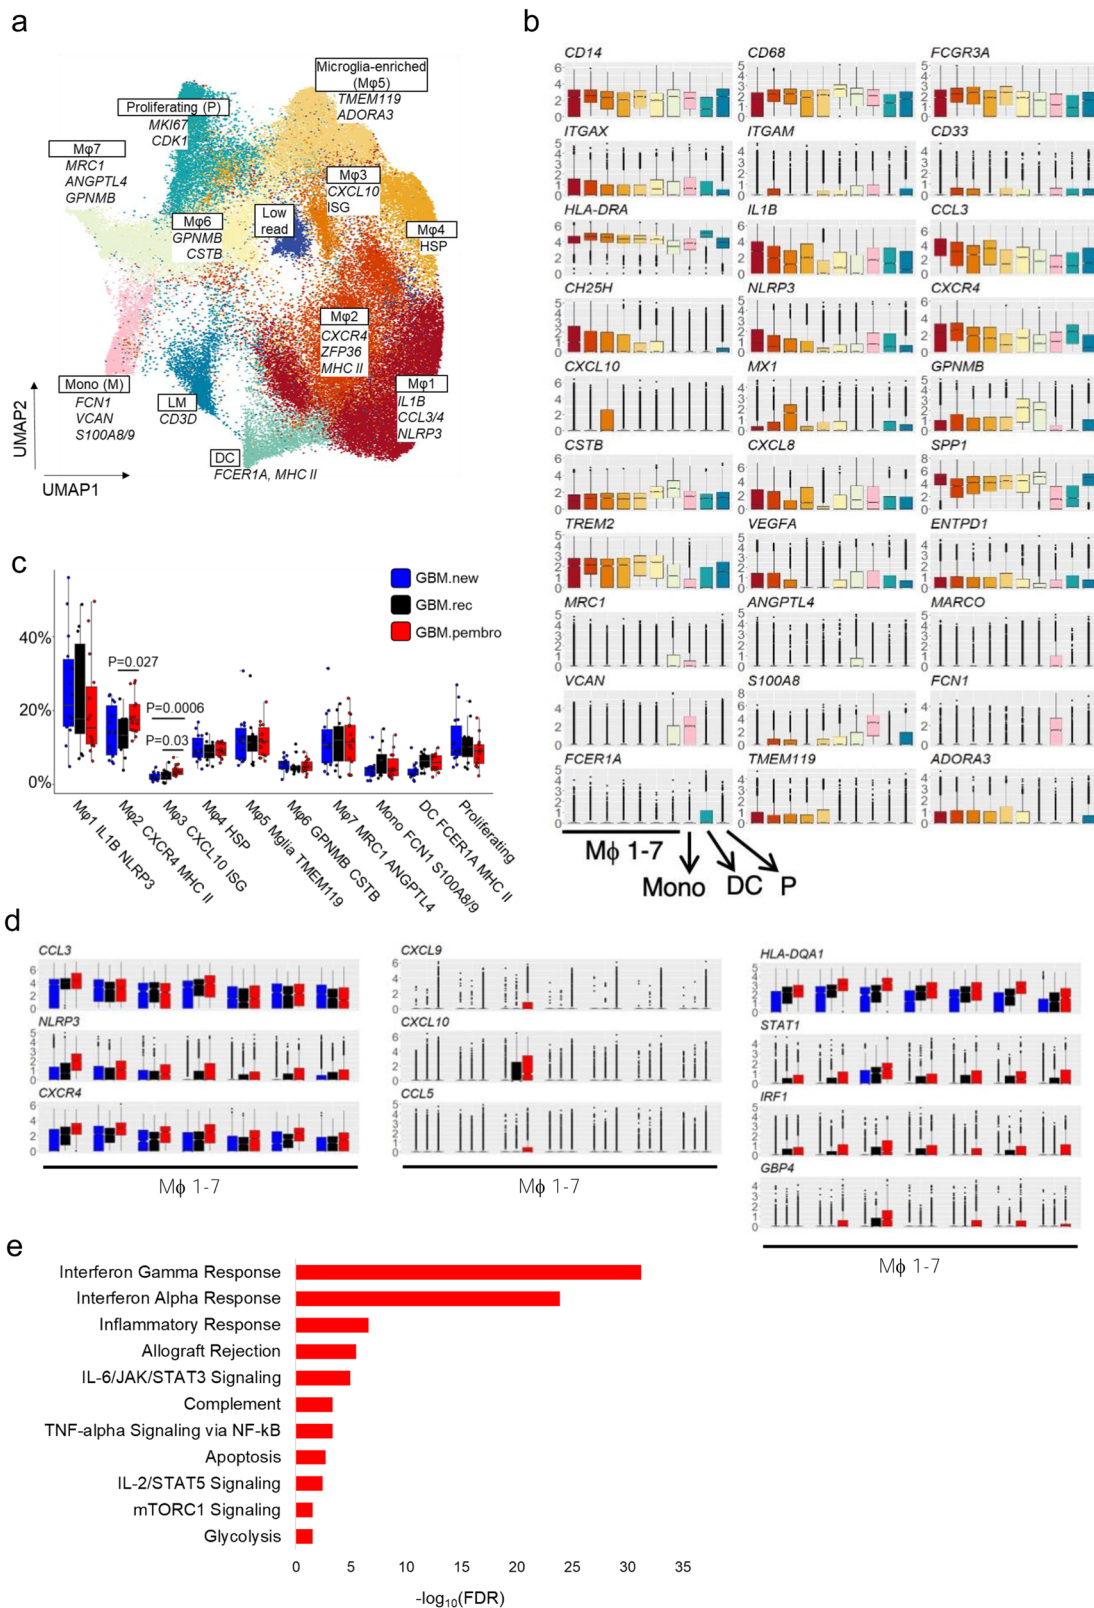 a
Microglia-enriched
(Mφ5)
TMEM119
ADORA3
Proliferating (P)
MKI67
CDK1
Mφ7
MRC1
ANGPTL4
GPNMB
Mφ3
CXCL10
ISG
Mφ6
GPNMB
CSTB
Low
read
Mφ4
HSP
Mφ2
CXCR4
ZFP36
MHC II
Mono (M)
FCN1
VCAN
S100A8/9
LM
CD3D
Mφ1
IL1B
CCL3/4
NLRP3
DC
FCER1A, MHC II
UMAP2
UMAP1
b
CD14 CD68 FCGR3A
ITGAX ITGAM CD33
HLA-DRA IL1B CCL3
CH25H NLRP3 CXCR4
CXCL10 MX1 GPNMB
CSTB CXCL8 SPP1
TREM2 VEGFA ENTPD1
MRC1 ANGPTL4 MARCO
VCAN S100A8 FCN1
FCER1A TMEM119 ADORA3
Mϕ 1-7
Mono DC P
c
GBM.new
GBM.rec
GBM.pembro
40%
20%
0%
P=0.027
P=0.0006
P=0.03
Mφ1 IL1B NLRP3
Mφ2 CXCR4 MHC II
Mφ3 CXCL10 ISG
Mφ4 HSP
Mφ5 Mglia TMEM119
Mφ6 GPNMB CSTB
Mφ7 MRC1 ANGPTL4
Mono FCN1 S100A8/9
DC FCER1A MHC II
Proliferating
d
CCL3
NLRP3
CXCR4
Mϕ 1-7
CXCL9
CXCL10
CCL5
Mϕ 1-7
HLA-DQA1
STAT1
IRF1
GBP4
Mϕ 1-7
e
Interferon Gamma Response
Interferon Alpha Response
Inflammatory Response
Allograft Rejection
IL-6/JAK/STAT3 Signaling
Complement
TNF-alpha Signaling via NF-kB
Apoptosis
IL-2/STAT5 Signaling
mTORC1 Signaling
Glycolysis
0 5 10 15 20 25 30 35
-log₁₀(FDR)